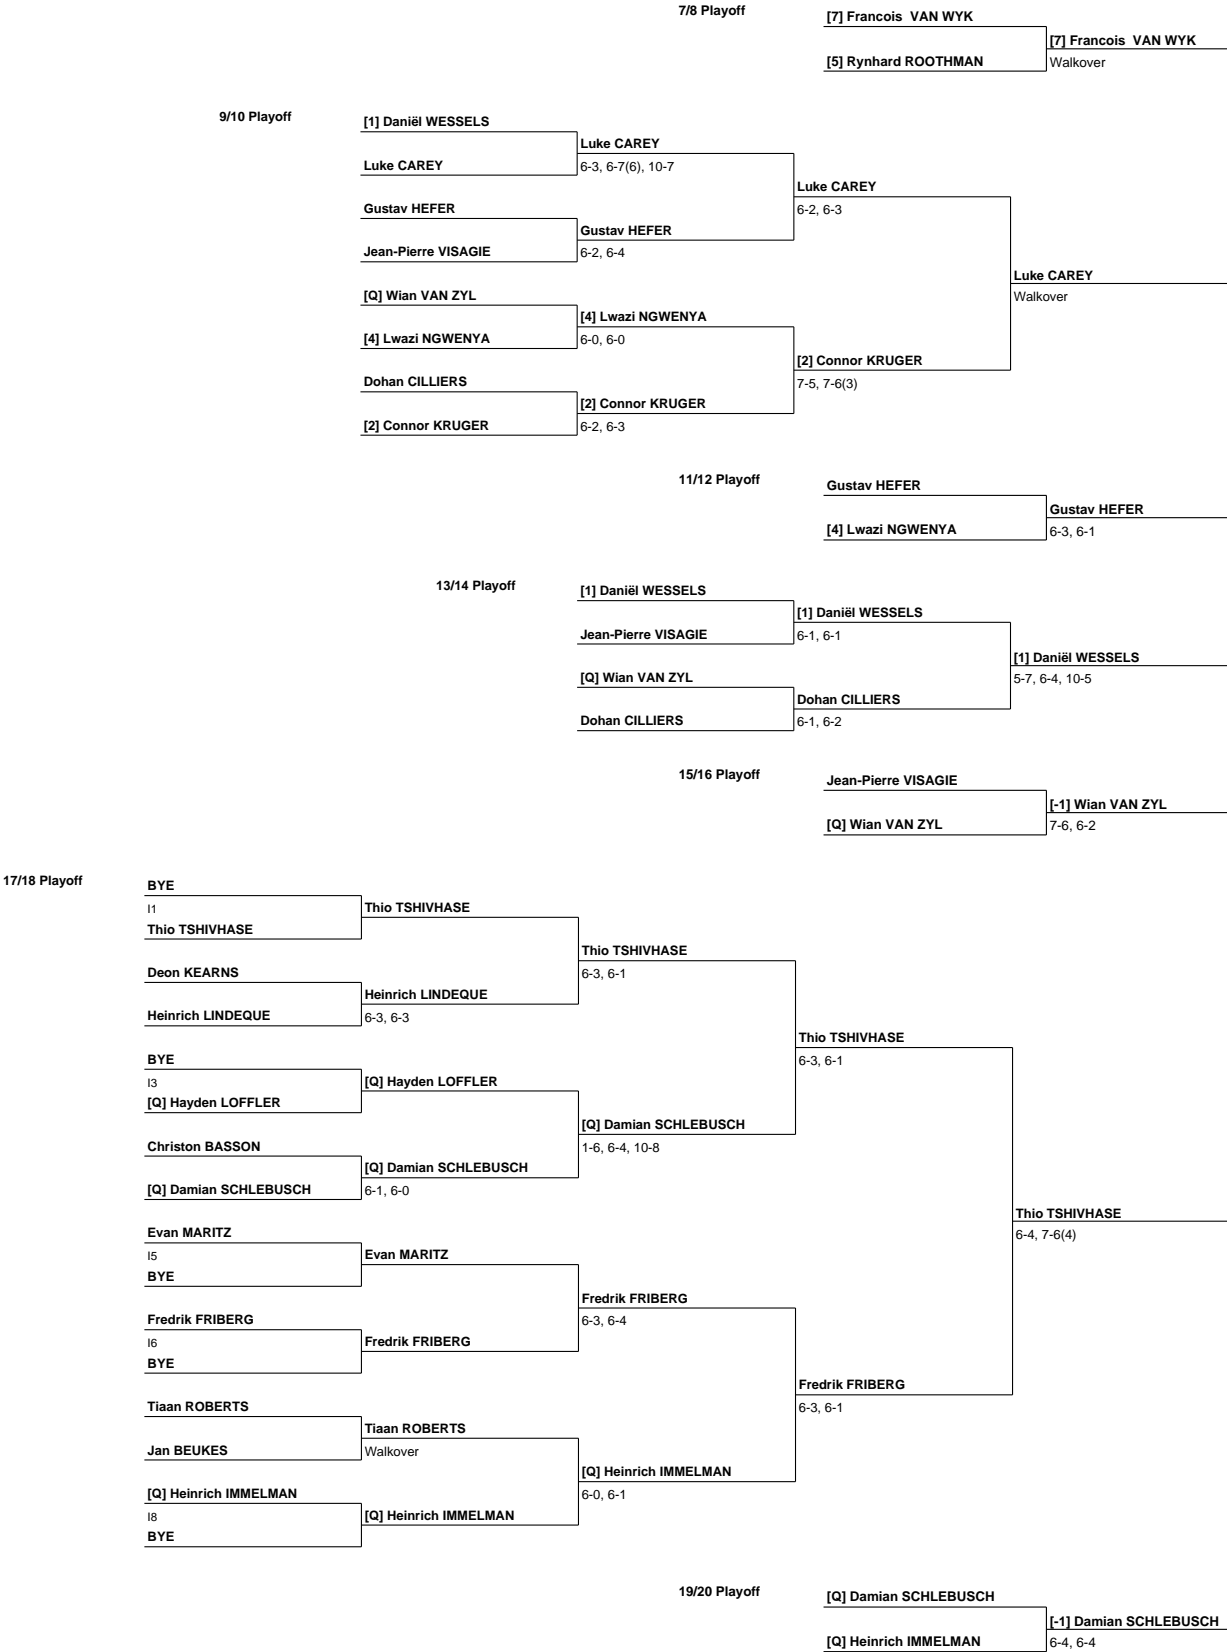 7/8 Playoff
[7] Francois  VAN WYK
[7] Francois  VAN WYK
[5] Rynhard ROOTHMAN
Walkover
9/10 Playoff
[1] Daniël WESSELS
Luke CAREY
Luke CAREY
6-3, 6-7(6), 10-7
Luke CAREY
Gustav HEFER
6-2, 6-3
Gustav HEFER
Jean-Pierre VISAGIE
6-2, 6-4
Luke CAREY
[Q] Wian VAN ZYL
Walkover
[4] Lwazi NGWENYA
[4] Lwazi NGWENYA
6-0, 6-0
[2] Connor KRUGER
Dohan CILLIERS
7-5, 7-6(3)
[2] Connor KRUGER
[2] Connor KRUGER
6-2, 6-3
11/12 Playoff
Gustav HEFER
Gustav HEFER
[4] Lwazi NGWENYA
6-3, 6-1
13/14 Playoff
[1] Daniël WESSELS
[1] Daniël WESSELS
Jean-Pierre VISAGIE
6-1, 6-1
[1] Daniël WESSELS
[Q] Wian VAN ZYL
5-7, 6-4, 10-5
Dohan CILLIERS
Dohan CILLIERS
6-1, 6-2
15/16 Playoff
Jean-Pierre VISAGIE
[-1] Wian VAN ZYL
[Q] Wian VAN ZYL
7-6, 6-2
17/18 Playoff
BYE
I1
Thio TSHIVHASE
Thio TSHIVHASE
Thio TSHIVHASE
Deon KEARNS
6-3, 6-1
Heinrich LINDEQUE
Heinrich LINDEQUE
6-3, 6-3
Thio TSHIVHASE
BYE
6-3, 6-1
I3
[Q] Hayden LOFFLER
[Q] Hayden LOFFLER
[Q] Damian SCHLEBUSCH
Christon BASSON
1-6, 6-4, 10-8
[Q] Damian SCHLEBUSCH
[Q] Damian SCHLEBUSCH
6-1, 6-0
Thio TSHIVHASE
Evan MARITZ
6-4, 7-6(4)
I5
Evan MARITZ
BYE
Fredrik FRIBERG
Fredrik FRIBERG
6-3, 6-4
I6
Fredrik FRIBERG
BYE
Fredrik FRIBERG
Tiaan ROBERTS
6-3, 6-1
Tiaan ROBERTS
Jan BEUKES
Walkover
[Q] Heinrich IMMELMAN
[Q] Heinrich IMMELMAN
6-0, 6-1
I8
[Q] Heinrich IMMELMAN
BYE
19/20 Playoff
[Q] Damian SCHLEBUSCH
[-1] Damian SCHLEBUSCH
[Q] Heinrich IMMELMAN
6-4, 6-4